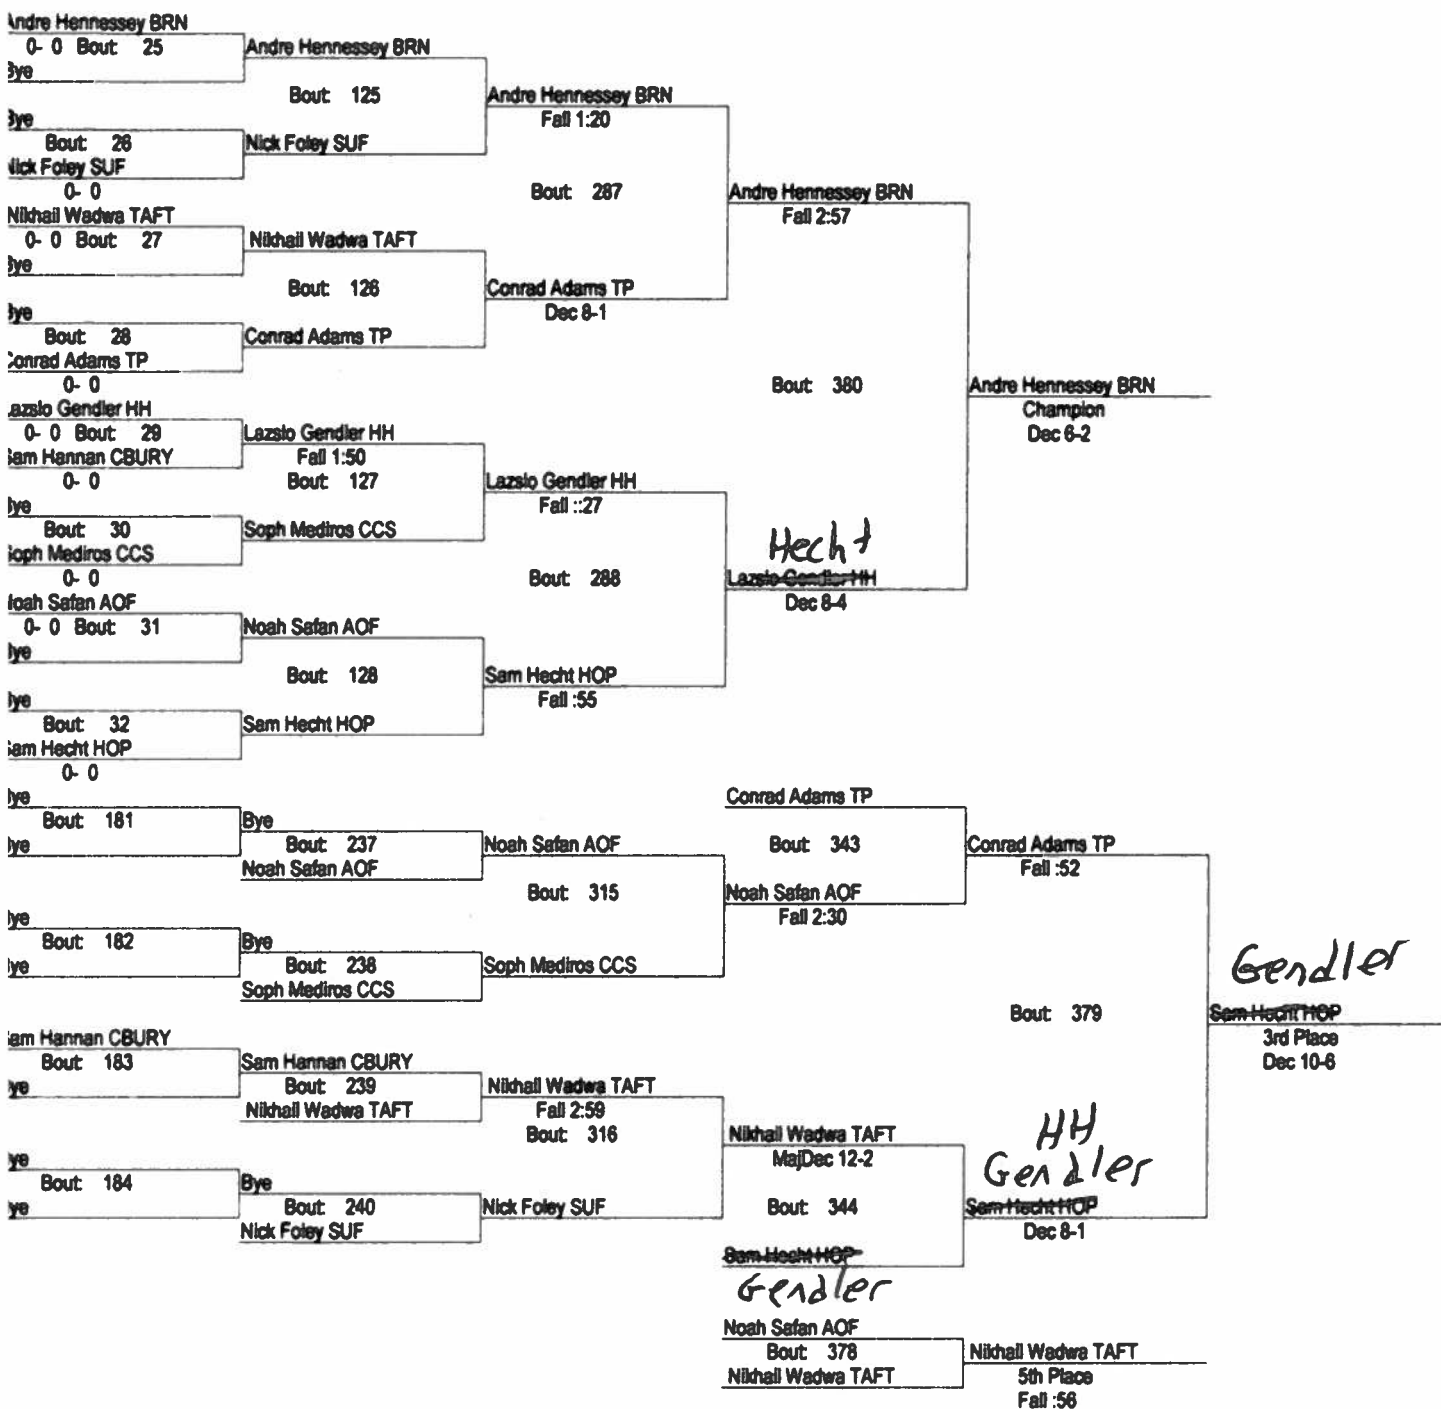 Andre Hennessey BRN
0- 0 Bout: 25
Bye
Andre Hennessey BRN
Bout: 125
Bye
Bout: 26
Nick Foley SUF
0- 0
Nick Foley SUF
Andre Hennessey BRN
Fall 1:20
Bout: 287
Nikhail Wadwa TAFT
0- 0 Bout: 27
Bye
Nikhail Wadwa TAFT
Bout: 126
Bye
Bout: 28
Conrad Adams TP
0- 0
Conrad Adams TP
Conrad Adams TP
Dec 8-1
Andre Hennessey BRN
Fall 2:57
Bout: 380
Andre Hennessey BRN
Champion
Dec 6-2
Lazslo Gendler HH
0- 0 Bout: 29
Sam Hannan CBURY
0- 0
Lazslo Gendler HH
Fall 1:50
Bout: 127
Bye
Bout: 30
Soph Mediros CCS
0- 0
Soph Mediros CCS
Lazslo Gendler HH
Fall ::27
Bout: 288
Hecht
Lazslo Gendler HH
Dec 8-4
Noah Safan AOF
0- 0 Bout: 31
Bye
Noah Safan AOF
Bout: 128
Bye
Bout: 32
Sam Hecht HOP
0- 0
Sam Hecht HOP
Sam Hecht HOP
Fall :55
Bye
Bout: 181
Bye
Bye
Bout: 237
Noah Safan AOF
Noah Safan AOF
Bout: 315
Bye
Bout: 182
Bye
Bye
Bout: 238
Soph Mediros CCS
Soph Mediros CCS
Conrad Adams TP
Bout: 343
Noah Safan AOF
Fall 2:30
Conrad Adams TP
Fall :52
Bout: 379
Gendler
Sam Hecht HOP
3rd Place
Dec 10-6
Sam Hannan CBURY
Bout: 183
Bye
Sam Hannan CBURY
Bout: 239
Nikhail Wadwa TAFT
Nikhail Wadwa TAFT
Fall 2:59
Bout: 316
Bye
Bout: 184
Bye
Bye
Bout: 240
Nick Foley SUF
Nick Foley SUF
Nikhail Wadwa TAFT
MajDec 12-2
Bout: 344
Sam Hecht HOP
Gendler
HH
Gendler
Sam Hecht HOP
Dec 8-1
Noah Safan AOF
Bout: 378
Nikhail Wadwa TAFT
Nikhail Wadwa TAFT
5th Place
Fall :56